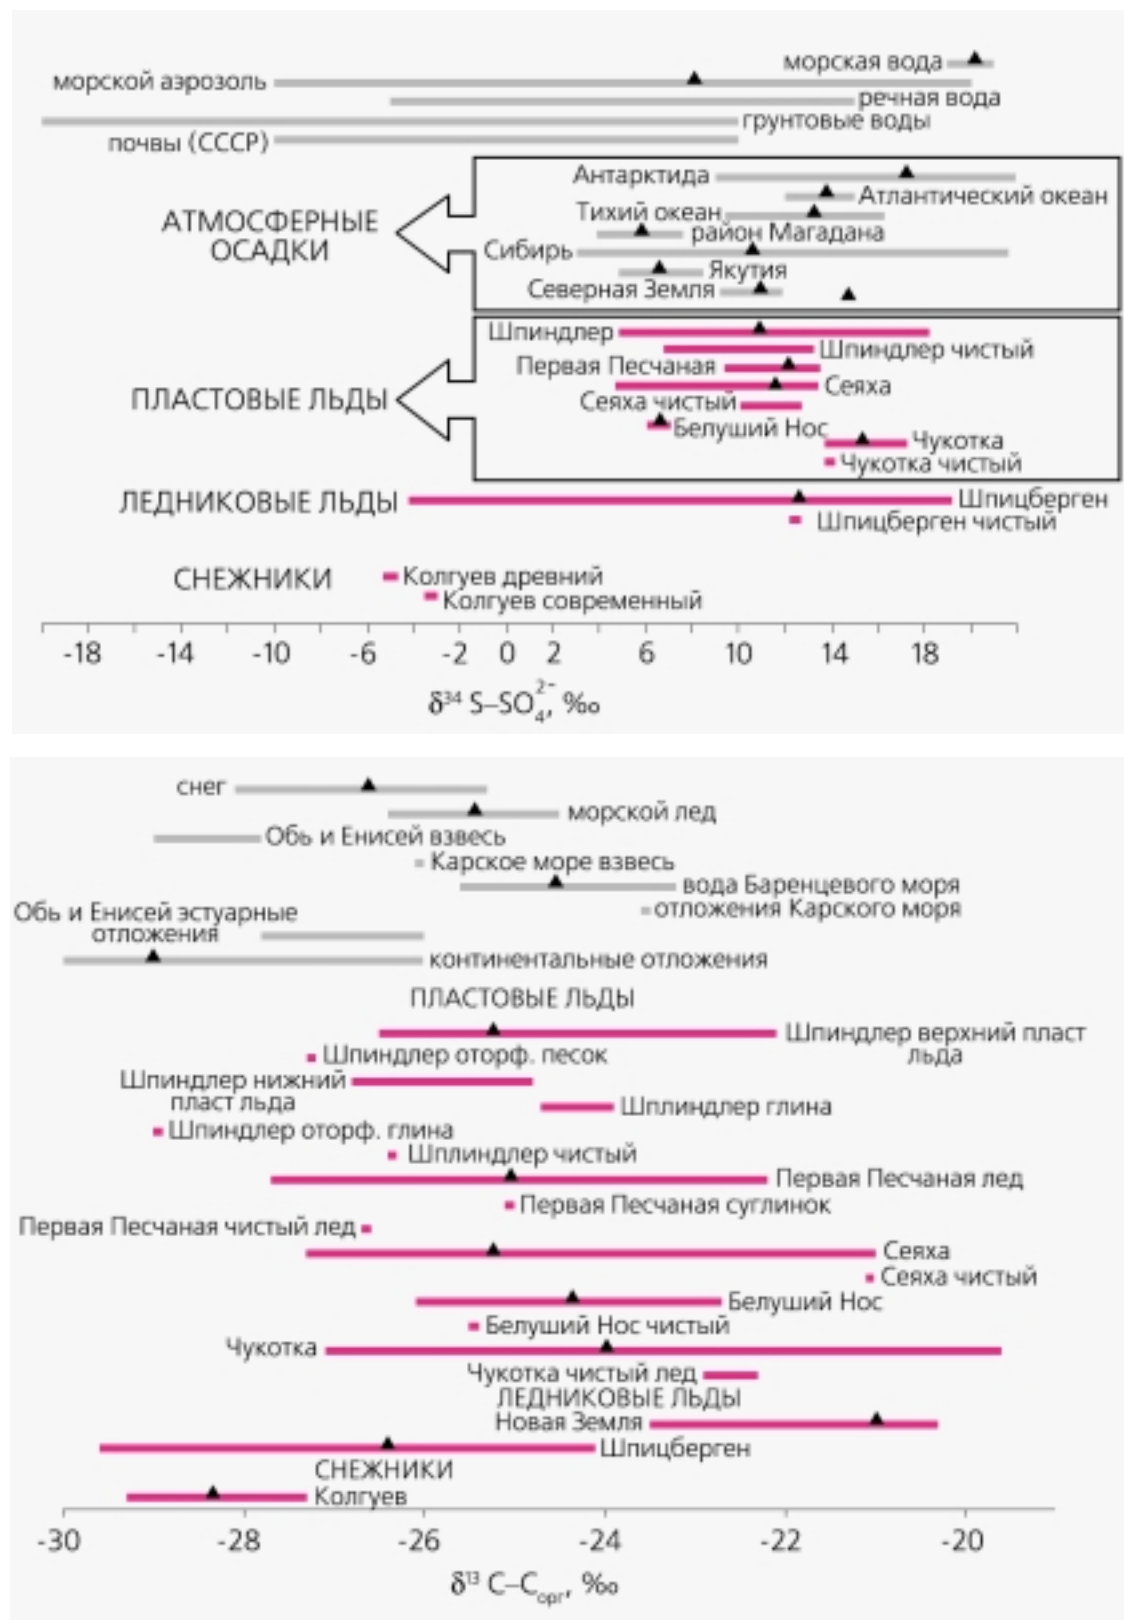 морская вода
морской аэрозоль
речная вода
грунтовые воды
почвы (СССР)
Антарктида
Атлантический океан
АТМОСФЕРНЫЕ
ОСАДКИ
Тихий океан
район Магадана
Сибирь
Якутия
Северная Земля
Шпиндлер
Шпиндлер чистый
Первая Песчаная
Сеяха
ПЛАСТОВЫЕ ЛЬДЫ
Сеяха чистый
Белуший Нос
Чукотка
Чукотка чистый
ЛЕДНИКОВЫЕ ЛЬДЫ
Шпицберген
Шпицберген чистый
СНЕЖНИКИ
Колгуев древний
Колгуев современный
-18 -14 -10 -6 -2 0 2 6 10 14 18
δ³⁴ S–SO₄²⁻, ‰
снег
морской лед
Обь и Енисей взвесь
Карское море взвесь
вода Баренцевого моря
отложения Карского моря
Обь и Енисей эстуарные
отложения
континентальные отложения
ПЛАСТОВЫЕ ЛЬДЫ
Шпиндлер верхний пласт
льда
Шпиндлер оторф. песок
Шпиндлер нижний
пласт льда
Шплиндлер глина
Шпиндлер оторф. глина
Шплиндлер чистый
Первая Песчаная лед
Первая Песчаная суглинок
Первая Песчаная чистый лед
Сеяха
Сеяха чистый
Белуший Нос
Белуший Нос чистый
Чукотка
Чукотка чистый лед
ЛЕДНИКОВЫЕ ЛЬДЫ
Новая Земля
Шпицберген
СНЕЖНИКИ
Колгуев
-30 -28 -26 -24 -22 -20
δ¹³ C–Cорг, ‰